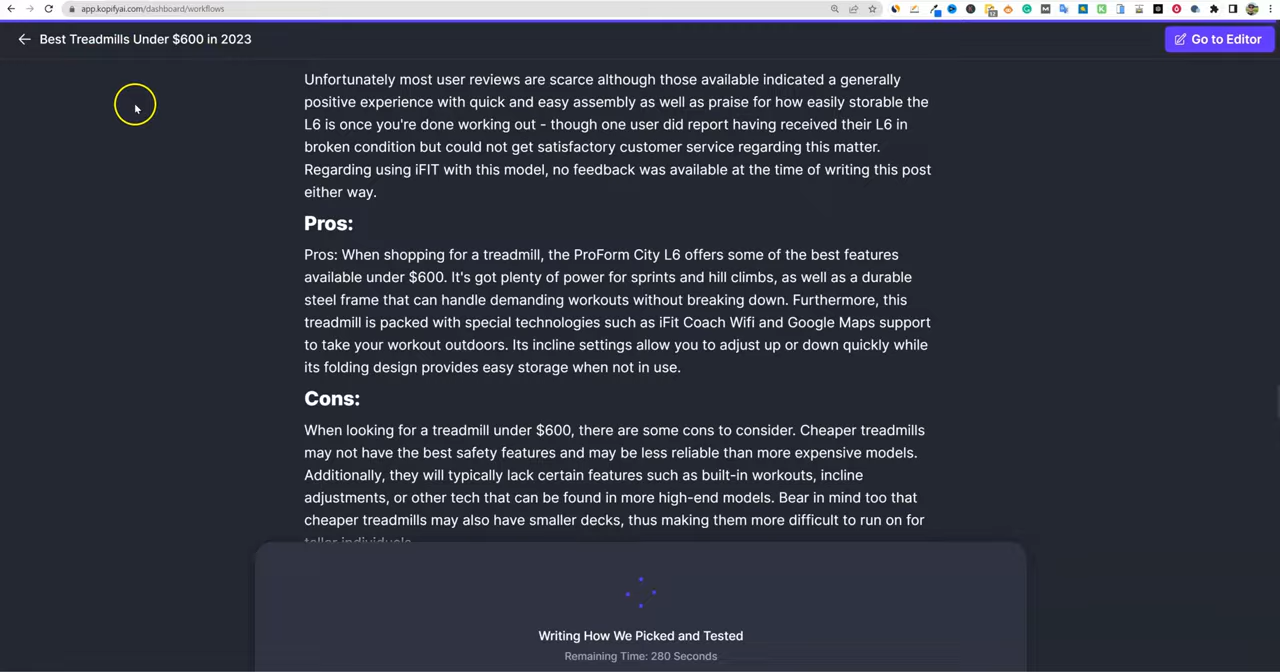 app.kopifyai.com/dashboard/workflows
Best Treadmills Under $600 in 2023
Go to Editor
Unfortunately most user reviews are scarce although those available indicated a generally
positive experience with quick and easy assembly as well as praise for how easily storable the
L6 is once you're done working out - though one user did report having received their L6 in
broken condition but could not get satisfactory customer service regarding this matter.
Regarding using iFIT with this model, no feedback was available at the time of writing this post
either way.
Pros:
Pros: When shopping for a treadmill, the ProForm City L6 offers some of the best features
available under $600. It's got plenty of power for sprints and hill climbs, as well as a durable
steel frame that can handle demanding workouts without breaking down. Furthermore, this
treadmill is packed with special technologies such as iFit Coach Wifi and Google Maps support
to take your workout outdoors. Its incline settings allow you to adjust up or down quickly while
its folding design provides easy storage when not in use.
Cons:
When looking for a treadmill under $600, there are some cons to consider. Cheaper treadmills
may not have the best safety features and may be less reliable than more expensive models.
Additionally, they will typically lack certain features such as built-in workouts, incline
adjustments, or other tech that can be found in more high-end models. Bear in mind too that
cheaper treadmills may also have smaller decks, thus making them more difficult to run on for
taller individuals.
Writing How We Picked and Tested
Remaining Time: 280 Seconds